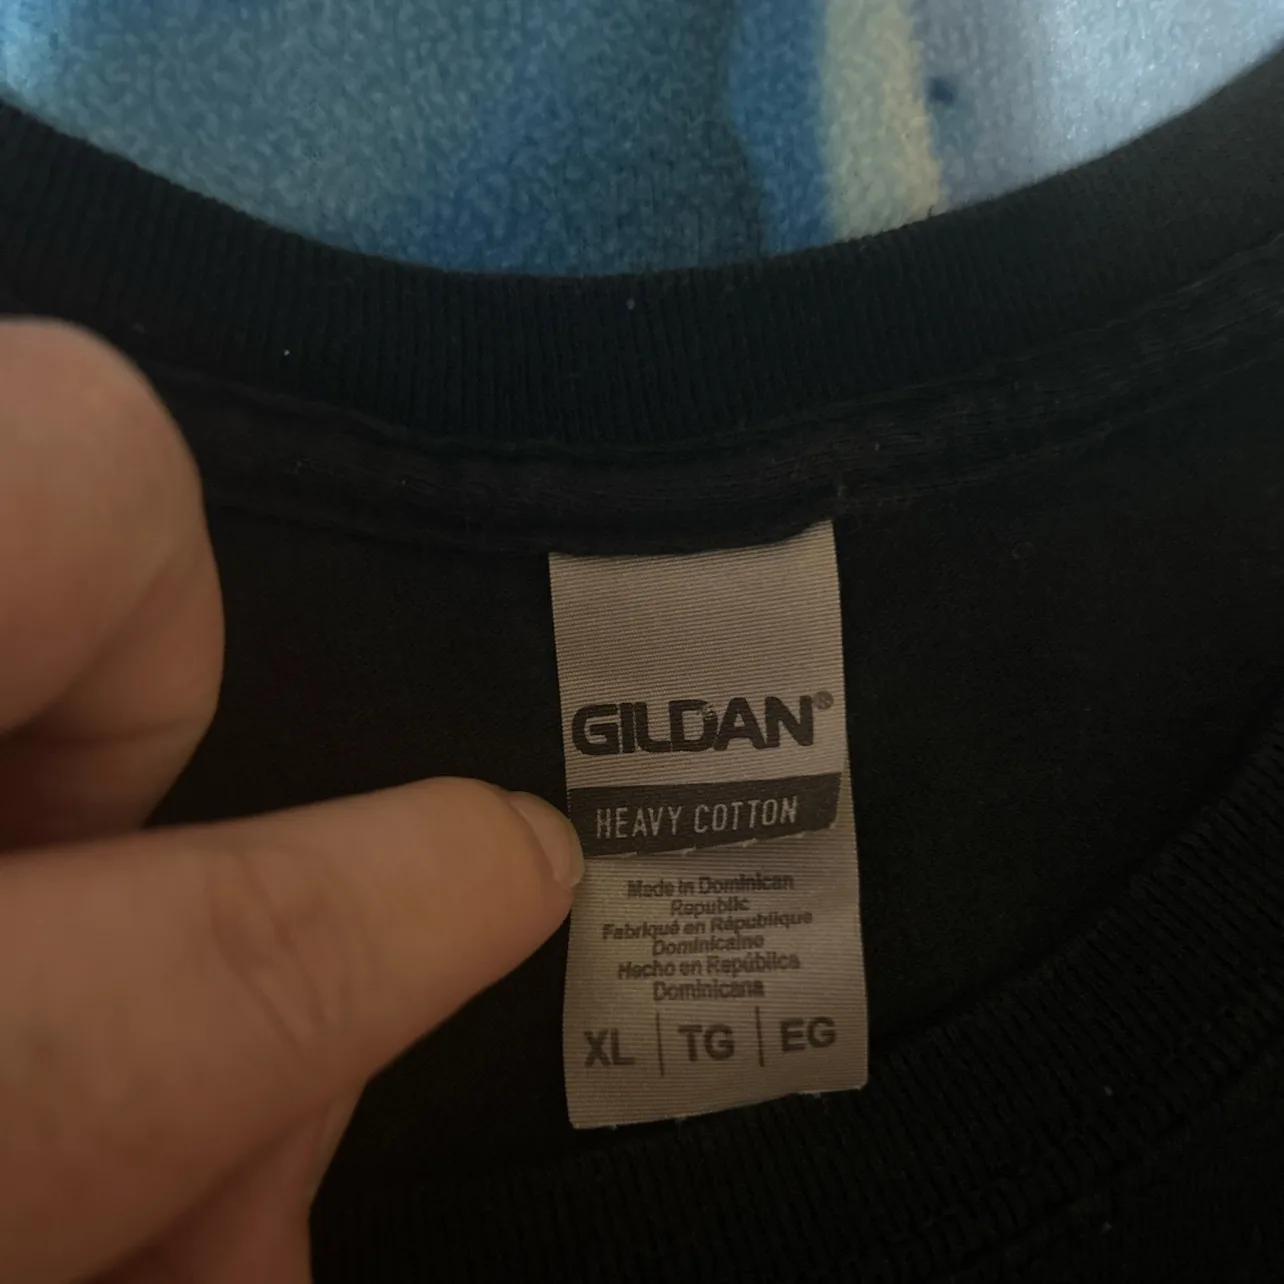 GILDAN®
HEAVY COTTON
Made in Dominican
Republic
Fabriqué en République
Dominicaine
Hecho en República
Dominicana
XL | TG | EG